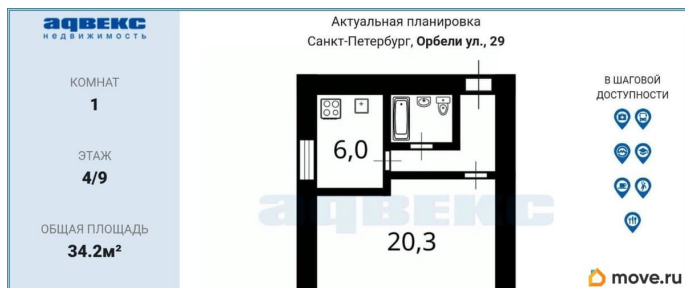 адвекс
НЕДВИЖИМОСТЬ
КОМНАТ
1
ЭТАЖ
4/9
ОБЩАЯ ПЛОЩАДЬ
34.2м²
Актуальная планировка
Санкт-Петербург, Орбели ул., 29
6,0
адвекс
20,3
В ШАГОВОЙ
ДОСТУПНОСТИ
move.ru